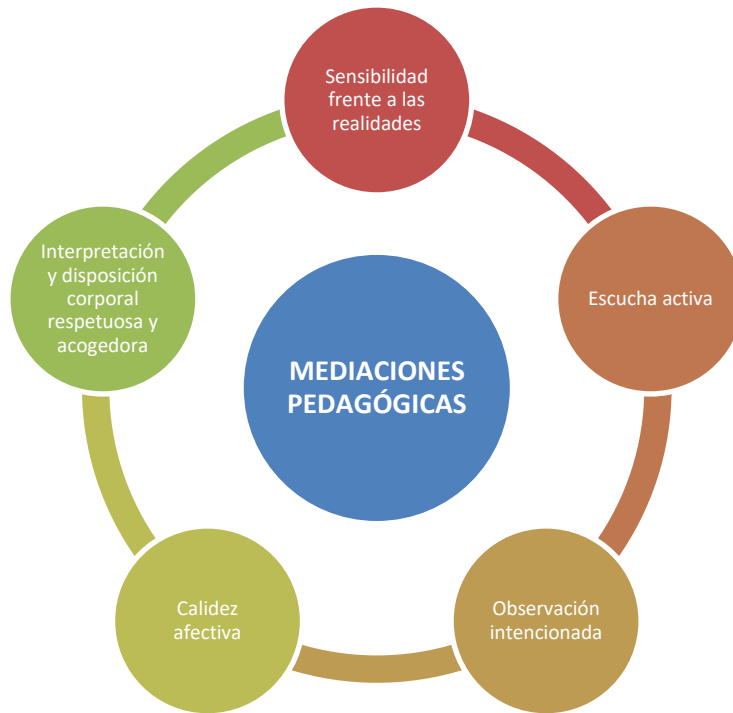 Sensibilidad
frente a las
realidades
Escucha activa
Observación
intencionada
Calidez
afectiva
Interpretación
y disposición
corporal
respetuosa y
acogedora
MEDIACIONES
PEDAGÓGICAS